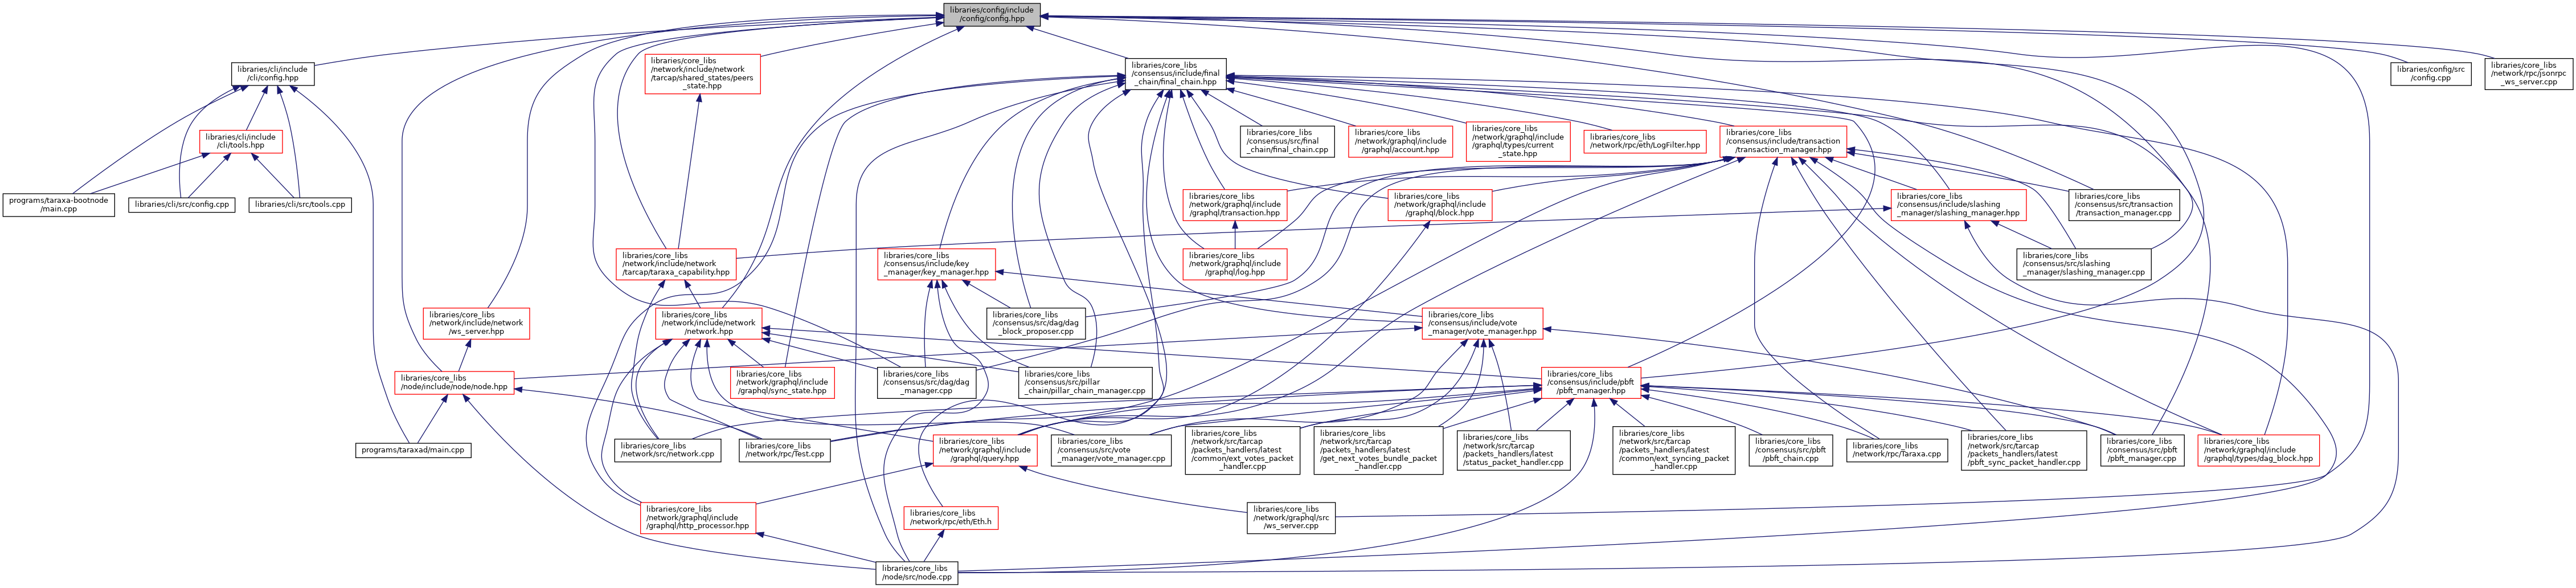 libraries/config/include
/config/config.hpp
libraries/cli/include
/cli/config.hpp
libraries/core_libs
/network/include/network
/tarcap/shared_states/peers
_state.hpp
libraries/core_libs
/consensus/include/final
_chain/final_chain.hpp
libraries/config/src
/config.cpp
libraries/core_libs
/network/rpc/jsonrpc
_ws_server.cpp
libraries/cli/include
/cli/tools.hpp
libraries/core_libs
/consensus/src/final
_chain/final_chain.cpp
libraries/core_libs
/network/graphql/include
/graphql/account.hpp
libraries/core_libs
/network/graphql/include
/graphql/types/current
_state.hpp
libraries/core_libs
/network/rpc/eth/LogFilter.hpp
libraries/core_libs
/consensus/include/transaction
/transaction_manager.hpp
programs/taraxa-bootnode
/main.cpp
libraries/cli/src/config.cpp
libraries/cli/src/tools.cpp
libraries/core_libs
/network/graphql/include
/graphql/transaction.hpp
libraries/core_libs
/network/graphql/include
/graphql/block.hpp
libraries/core_libs
/consensus/include/slashing
_manager/slashing_manager.hpp
libraries/core_libs
/consensus/src/transaction
/transaction_manager.cpp
libraries/core_libs
/network/include/network
/tarcap/taraxa_capability.hpp
libraries/core_libs
/consensus/include/key
_manager/key_manager.hpp
libraries/core_libs
/network/graphql/include
/graphql/log.hpp
libraries/core_libs
/consensus/src/slashing
_manager/slashing_manager.cpp
libraries/core_libs
/network/include/network
/ws_server.hpp
libraries/core_libs
/network/include/network
/network.hpp
libraries/core_libs
/consensus/src/dag/dag
_block_proposer.cpp
libraries/core_libs
/consensus/include/vote
_manager/vote_manager.hpp
libraries/core_libs
/node/include/node/node.hpp
libraries/core_libs
/network/graphql/include
/graphql/sync_state.hpp
libraries/core_libs
/consensus/src/dag/dag
_manager.cpp
libraries/core_libs
/consensus/src/pillar
_chain/pillar_chain_manager.cpp
libraries/core_libs
/consensus/include/pbft
/pbft_manager.hpp
programs/taraxad/main.cpp
libraries/core_libs
/network/src/network.cpp
libraries/core_libs
/network/rpc/Test.cpp
libraries/core_libs
/network/graphql/include
/graphql/query.hpp
libraries/core_libs
/consensus/src/vote
_manager/vote_manager.cpp
libraries/core_libs
/network/src/tarcap
/packets_handlers/latest
/common/ext_votes_packet
_handler.cpp
libraries/core_libs
/network/src/tarcap
/packets_handlers/latest
/get_next_votes_bundle_packet
_handler.cpp
libraries/core_libs
/network/src/tarcap
/packets_handlers/latest
/status_packet_handler.cpp
libraries/core_libs
/network/src/tarcap
/packets_handlers/latest
/common/ext_syncing_packet
_handler.cpp
libraries/core_libs
/consensus/src/pbft
/pbft_chain.cpp
libraries/core_libs
/network/rpc/Taraxa.cpp
libraries/core_libs
/network/src/tarcap
/packets_handlers/latest
/pbft_sync_packet_handler.cpp
libraries/core_libs
/consensus/src/pbft
/pbft_manager.cpp
libraries/core_libs
/network/graphql/include
/graphql/types/dag_block.hpp
libraries/core_libs
/network/graphql/include
/graphql/http_processor.hpp
libraries/core_libs
/network/rpc/eth/Eth.h
libraries/core_libs
/network/graphql/src
/ws_server.cpp
libraries/core_libs
/node/src/node.cpp